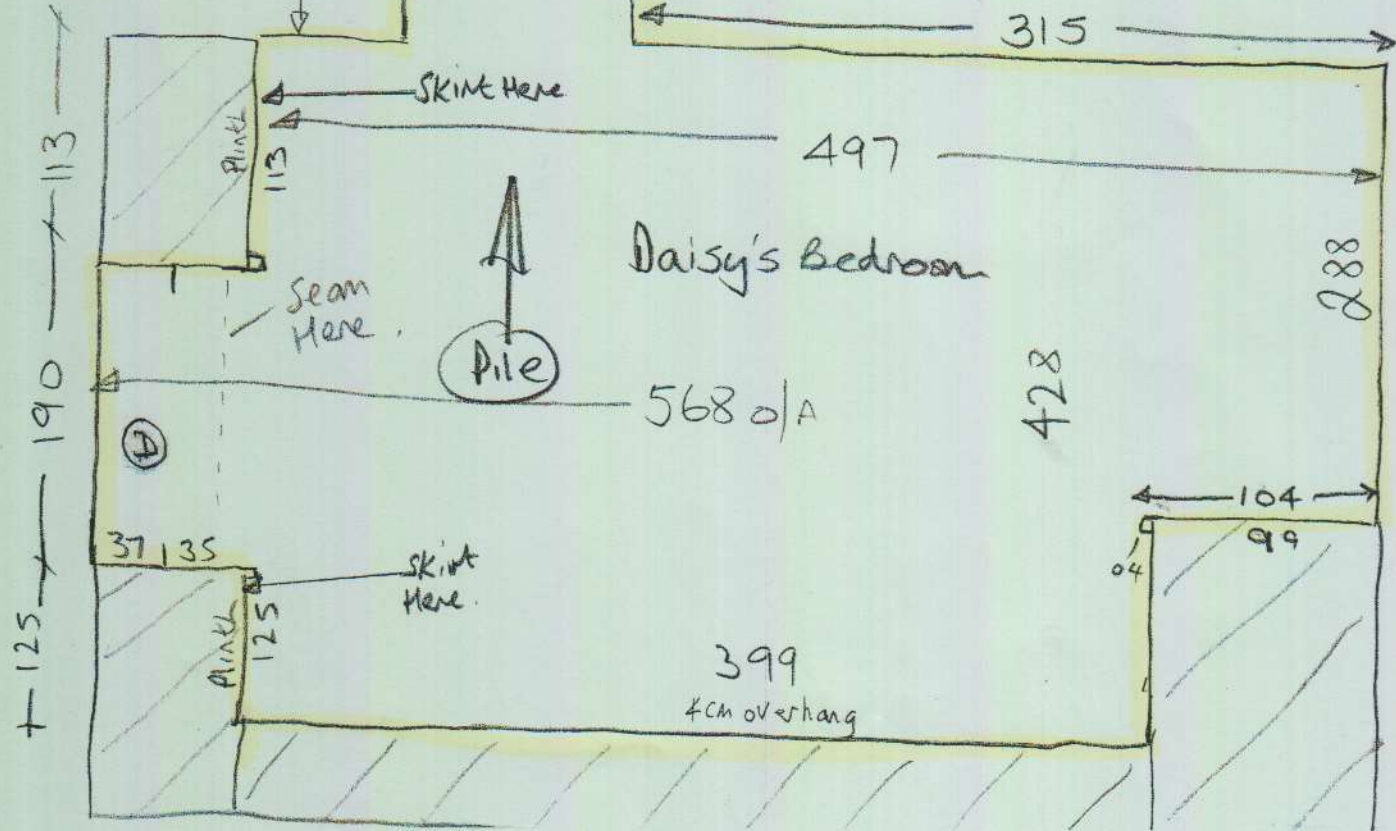 315
Skirt Here
Plinth
113
113
497
Daisy's Bedroom
288
Seam
Here.
Pile
190
568 o/A
428
A
104
99
04
37 135
Skirt
Here.
+125
Plinth
125
399
4cm overhang